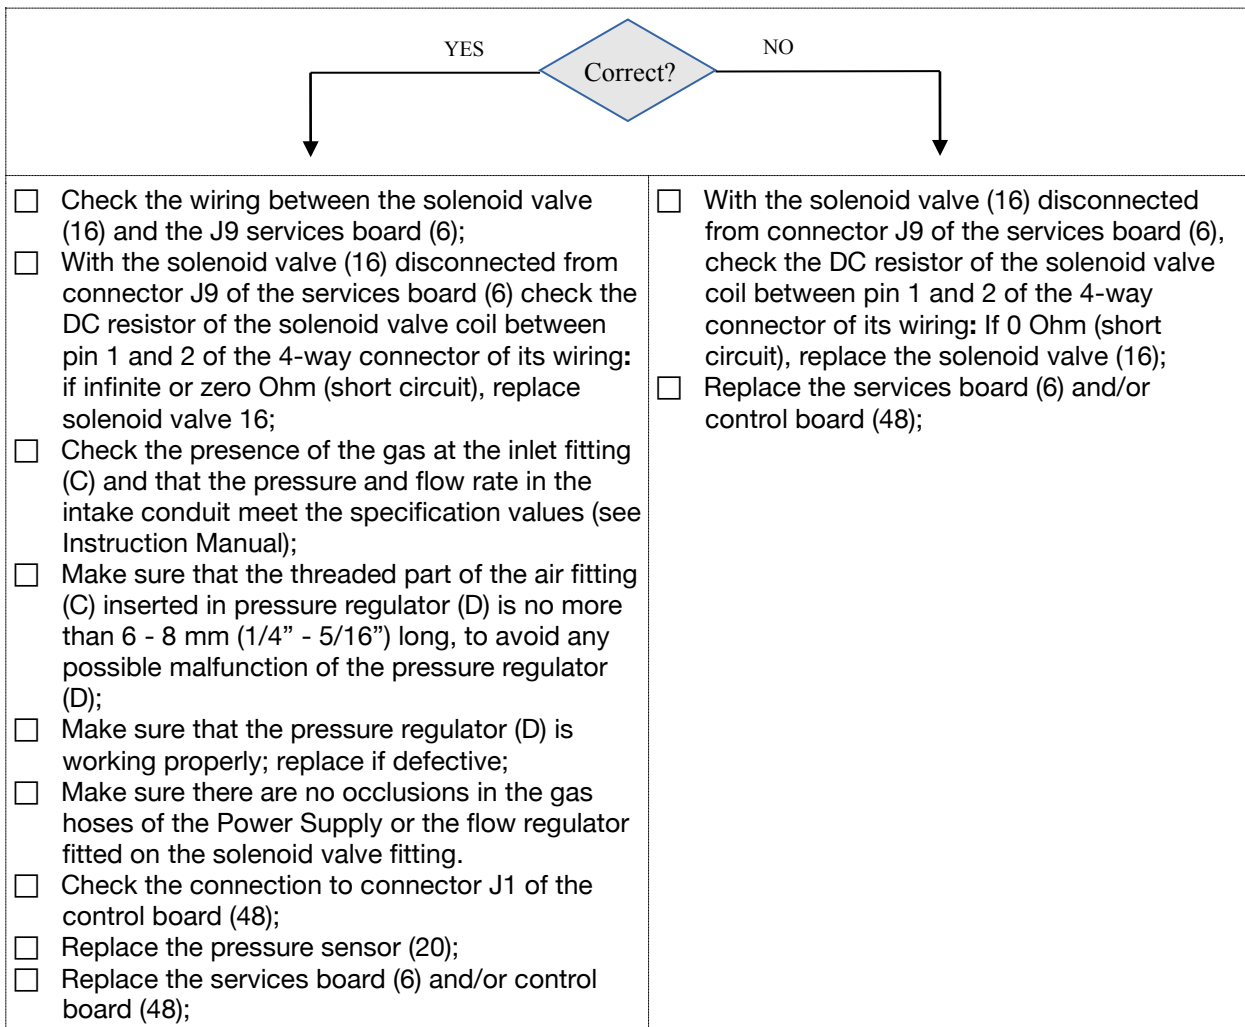 YES
Correct?
NO
☐ Check the wiring between the solenoid valve
(16) and the J9 services board (6);
☐ With the solenoid valve (16) disconnected from
connector J9 of the services board (6) check the
DC resistor of the solenoid valve coil between
pin 1 and 2 of the 4-way connector of its wiring:
if infinite or zero Ohm (short circuit), replace
solenoid valve 16;
☐ Check the presence of the gas at the inlet fitting
(C) and that the pressure and flow rate in the
intake conduit meet the specification values (see
Instruction Manual);
☐ Make sure that the threaded part of the air fitting
(C) inserted in pressure regulator (D) is no more
than 6 - 8 mm (1/4” - 5/16”) long, to avoid any
possible malfunction of the pressure regulator
(D);
☐ Make sure that the pressure regulator (D) is
working properly; replace if defective;
☐ Make sure there are no occlusions in the gas
hoses of the Power Supply or the flow regulator
fitted on the solenoid valve fitting.
☐ Check the connection to connector J1 of the
control board (48);
☐ Replace the pressure sensor (20);
☐ Replace the services board (6) and/or control
board (48);
☐ With the solenoid valve (16) disconnected
from connector J9 of the services board (6),
check the DC resistor of the solenoid valve
coil between pin 1 and 2 of the 4-way
connector of its wiring: If 0 Ohm (short
circuit), replace the solenoid valve (16);
☐ Replace the services board (6) and/or
control board (48);